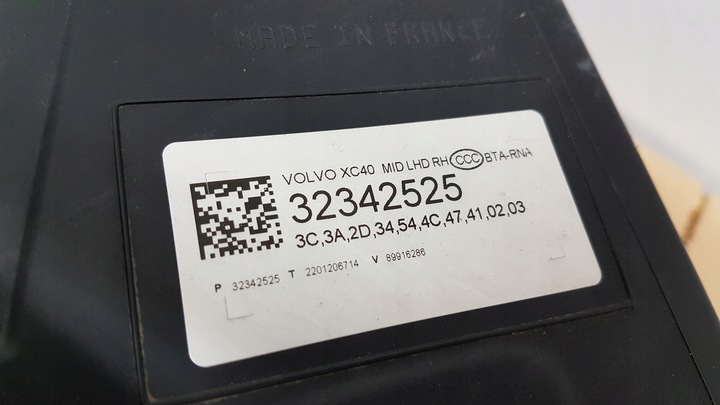 MADE IN FRANCE
VOLVO XC40 MID LHD RH CCC BTA-RNA
32342525
3C,3A,2D,34,54,4C,47,41,02,03
P 32342525 T 2201206714 V 89916286